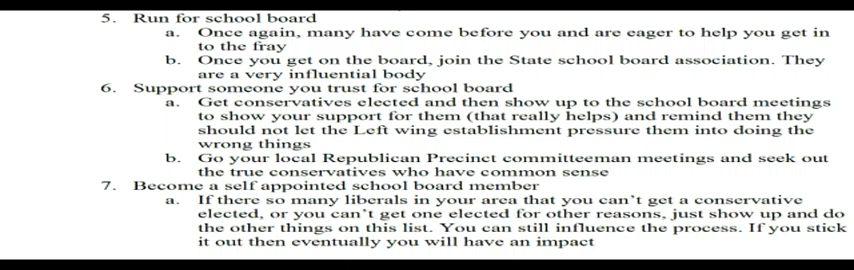 5. Run for school board
a. Once again, many have come before you and are eager to help you get in
to the fray
b. Once you get on the board, join the State school board association. They
are a very influential body
6. Support someone you trust for school board
a. Get conservatives elected and then show up to the school board meetings
to show your support for them (that really helps) and remind them they
should not let the Left wing establishment pressure them into doing the
wrong things
b. Go your local Republican Precinct committeeman meetings and seek out
the true conservatives who have common sense
7. Become a self appointed school board member
a. If there so many liberals in your area that you can't get a conservative
elected, or you can't get one elected for other reasons, just show up and do
the other things on this list. You can still influence the process. If you stick
it out then eventually you will have an impact